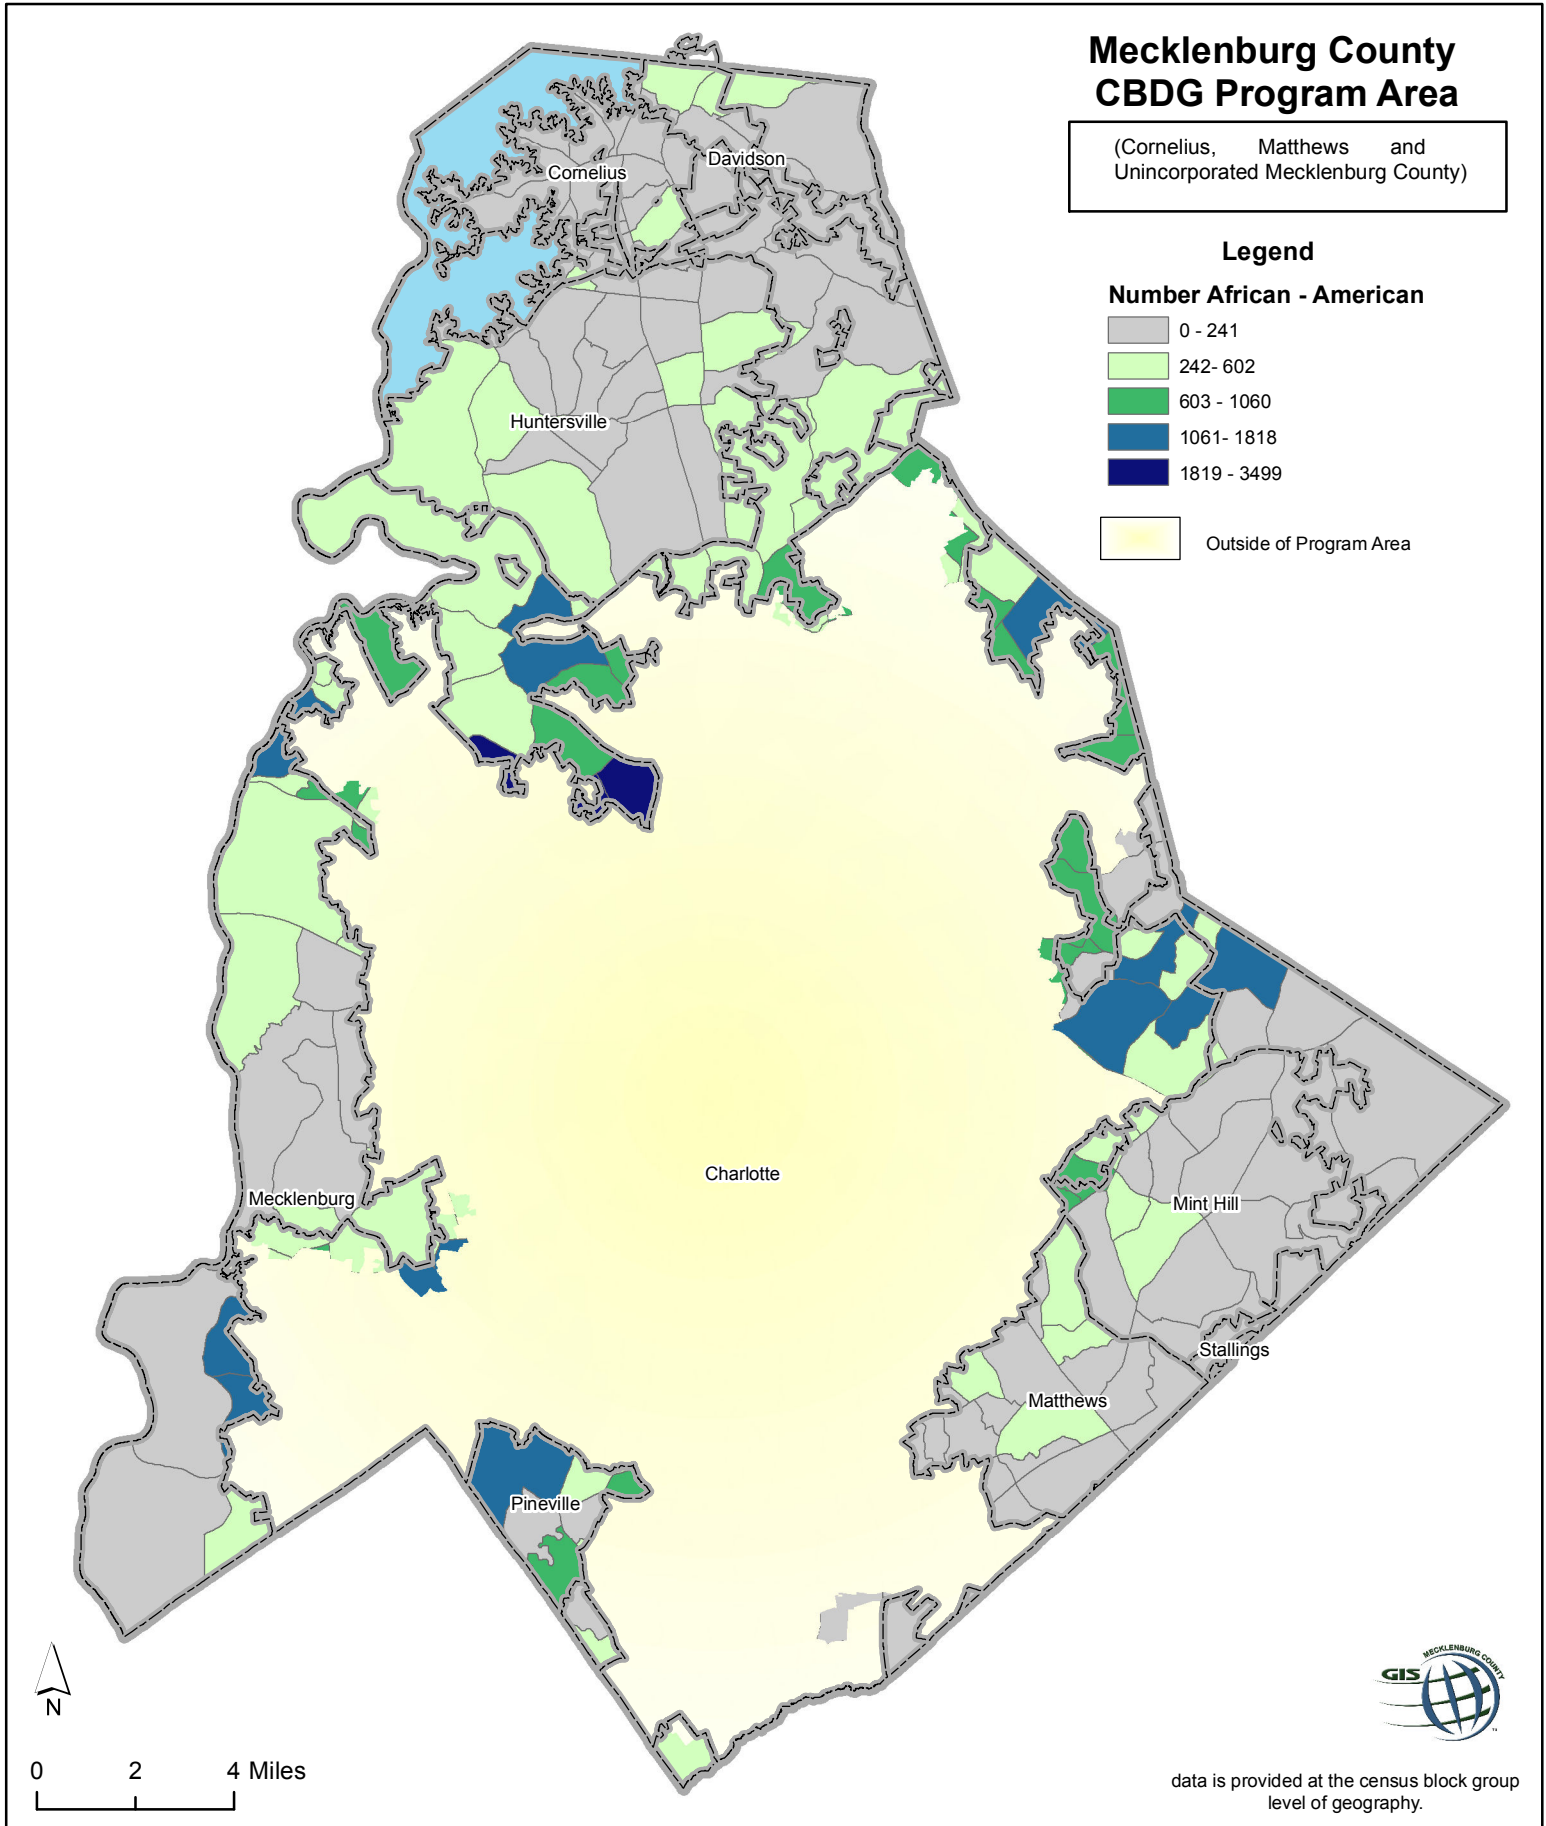 Mecklenburg County
CBDG Program Area
(Cornelius, Matthews and
Unincorporated Mecklenburg County)
Legend
Number African - American
0 - 241
242- 602
603 - 1060
1061- 1818
1819 - 3499
Outside of Program Area
Davidson
Cornelius
Huntersville
Charlotte
Mecklenburg
Mint Hill
Stallings
Matthews
Pineville
N
0 2 4 Miles
MECKLENBURG COUNTY
GIS
data is provided at the census block group
level of geography.